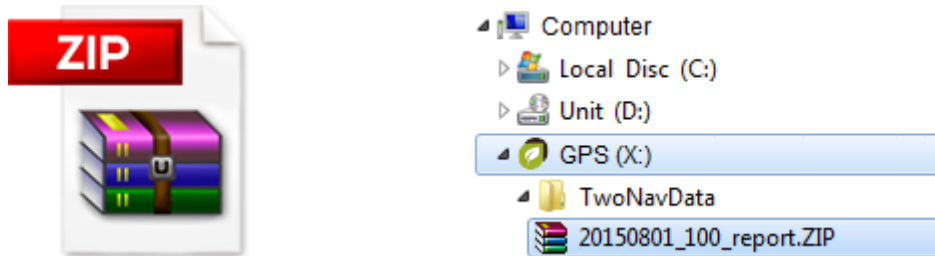 ZIP
Computer
Local Disc (C:)
Unit (D:)
GPS (X:)
TwoNavData
20150801_100_report.ZIP